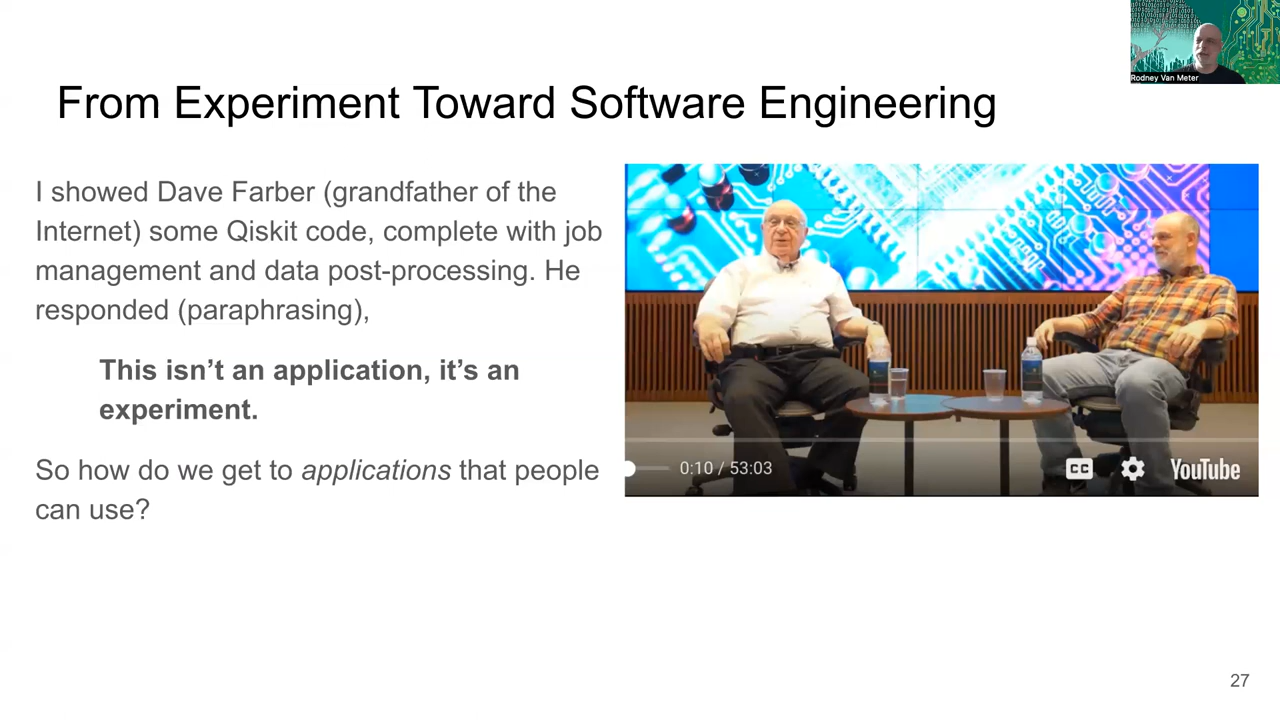 Rodney Van Meter
From Experiment Toward Software Engineering
I showed Dave Farber (grandfather of the
Internet) some Qiskit code, complete with job
management and data post-processing. He
responded (paraphrasing),
This isn’t an application, it’s an
experiment.
So how do we get to applications that people
can use?
0:10 / 53:03
CC
YouTube
27